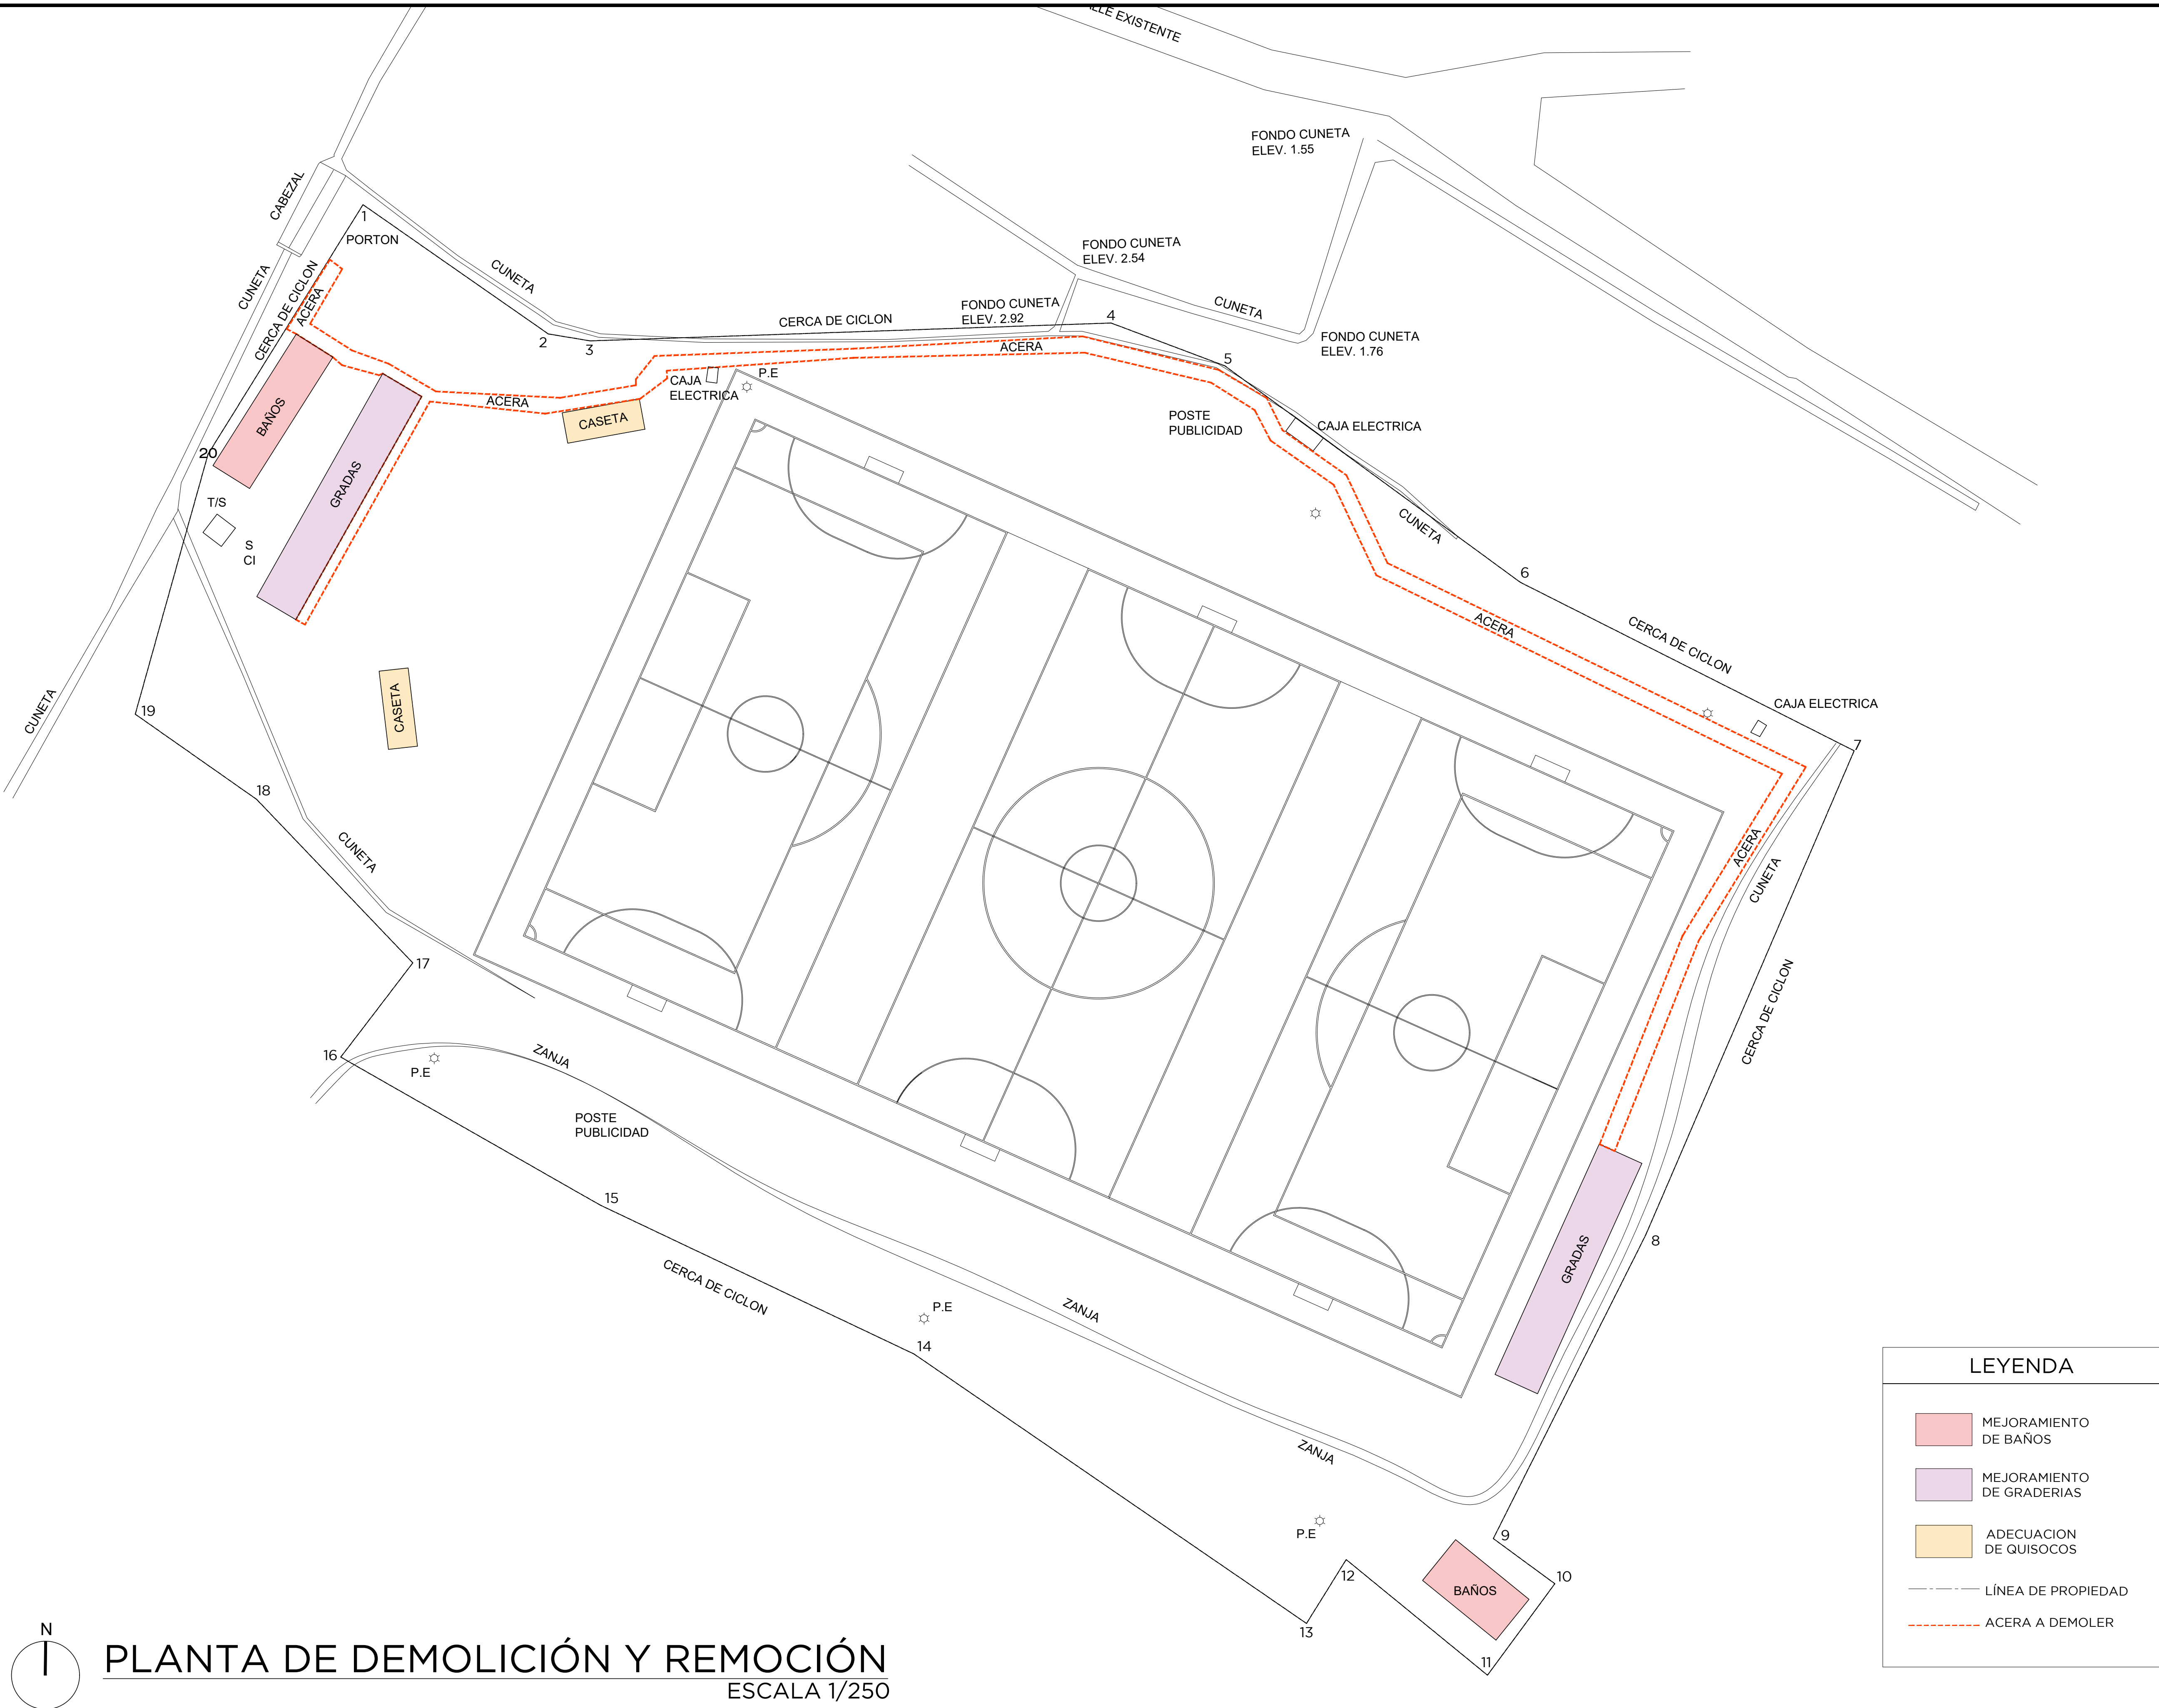 EXISTENTE
FONDO CUNETA
ELEV. 1.55
CABEZAL
1
PORTON
CUNETA
CUNETA
CERCA DE CICLON
ACERA
FONDO CUNETA
ELEV. 2.54
CUNETA
FONDO CUNETA
ELEV. 2.92
CERCA DE CICLON
4
2
3
ACERA
FONDO CUNETA
ELEV. 1.76
5
CAJA
ELECTRICA
P.E
ACERA
CASETA
BAÑOS
POSTE
PUBLICIDAD
CAJA ELECTRICA
20
GRADAS
T/S
S
CI
CUNETA
6
ACERA
CERCA DE CICLON
CUNETA
19
CASETA
CAJA ELECTRICA
7
18
CUNETA
ACERA
CUNETA
17
CERCA DE CICLON
16
P.E
ZANJA
POSTE
PUBLICIDAD
15
8
GRADAS
CERCA DE CICLON
P.E
ZANJA
14
ZANJA
P.E
9
12
10
BAÑOS
13
11
LEYENDA
MEJORAMIENTO
DE BAÑOS
MEJORAMIENTO
DE GRADERIAS
ADECUACION
DE QUISOCOS
LÍNEA DE PROPIEDAD
ACERA A DEMOLER
N
PLANTA DE DEMOLICIÓN Y REMOCIÓN
ESCALA 1/250